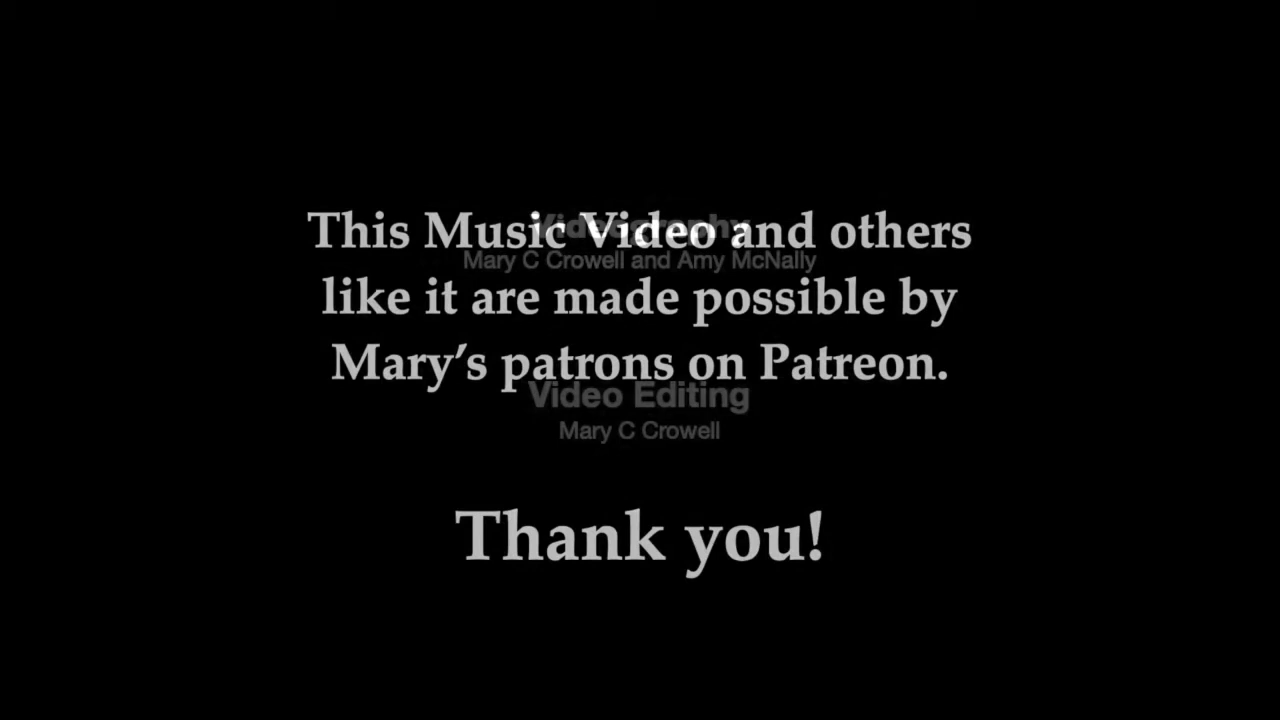 Videography
This Music Video and others
Mary C Crowell and Amy McNally
like it are made possible by
Mary’s patrons on Patreon.
Video Editing
Mary C Crowell
Thank you!